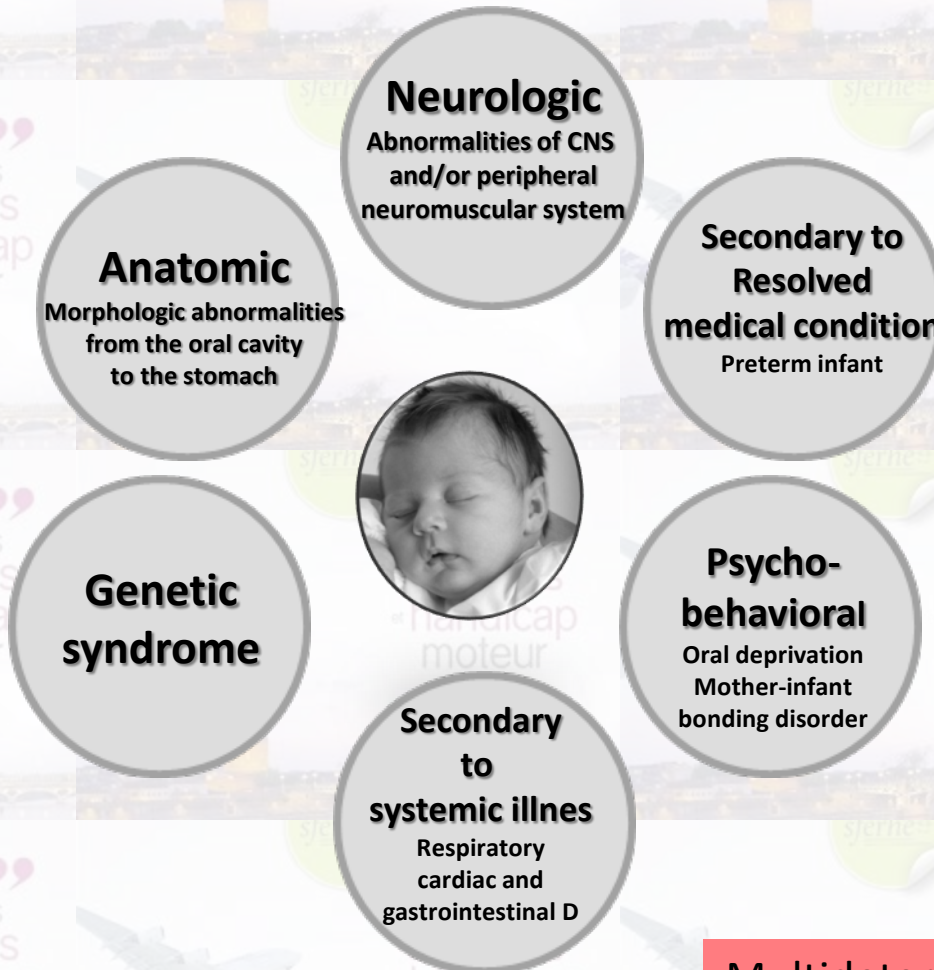 Neurologic
Abnormalities of CNS
and/or peripheral
neuromuscular system
Anatomic
Morphologic abnormalities
from the oral cavity
to the stomach
Secondary to
Resolved
medical condition
Preterm infant
Genetic
syndrome
Psycho-
behavioral
Oral deprivation
Mother-infant
bonding disorder
handicap
moteur
Secondary
to
systemic illnes
Respiratory
cardiac and
gastrointestinal D